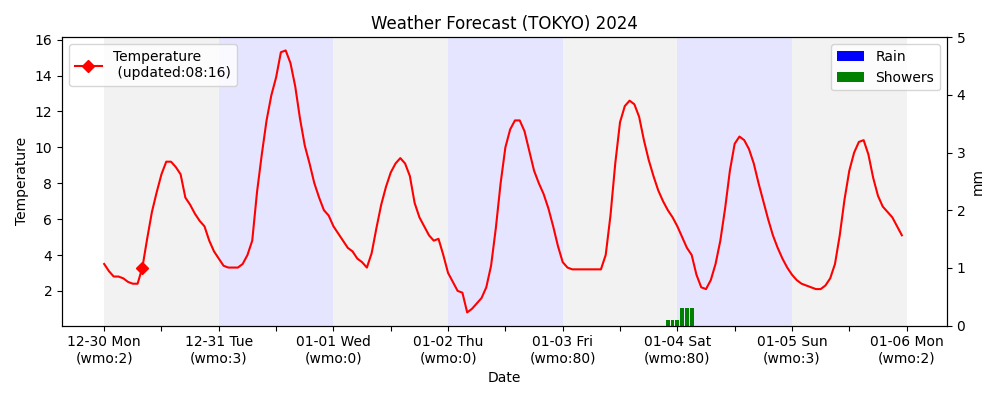 Weather Forecast (TOKYO) 2024
Temperature
(updated:08:16)
Rain
Showers
16
14
12
10
8
6
4
2
Temperature
5
4
3
2
1
0
mm
12-30 Mon
(wmo:2)
12-31 Tue
(wmo:3)
01-01 Wed
(wmo:0)
01-02 Thu
(wmo:0)
01-03 Fri
(wmo:80)
01-04 Sat
(wmo:80)
01-05 Sun
(wmo:3)
01-06 Mon
(wmo:2)
Date